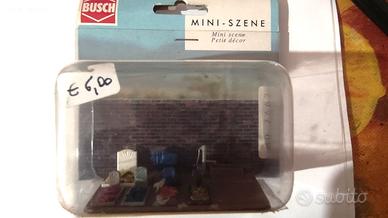 BUSCH
MINI-SZENE
Mini scene
Petit décor
€ 6,00
subito